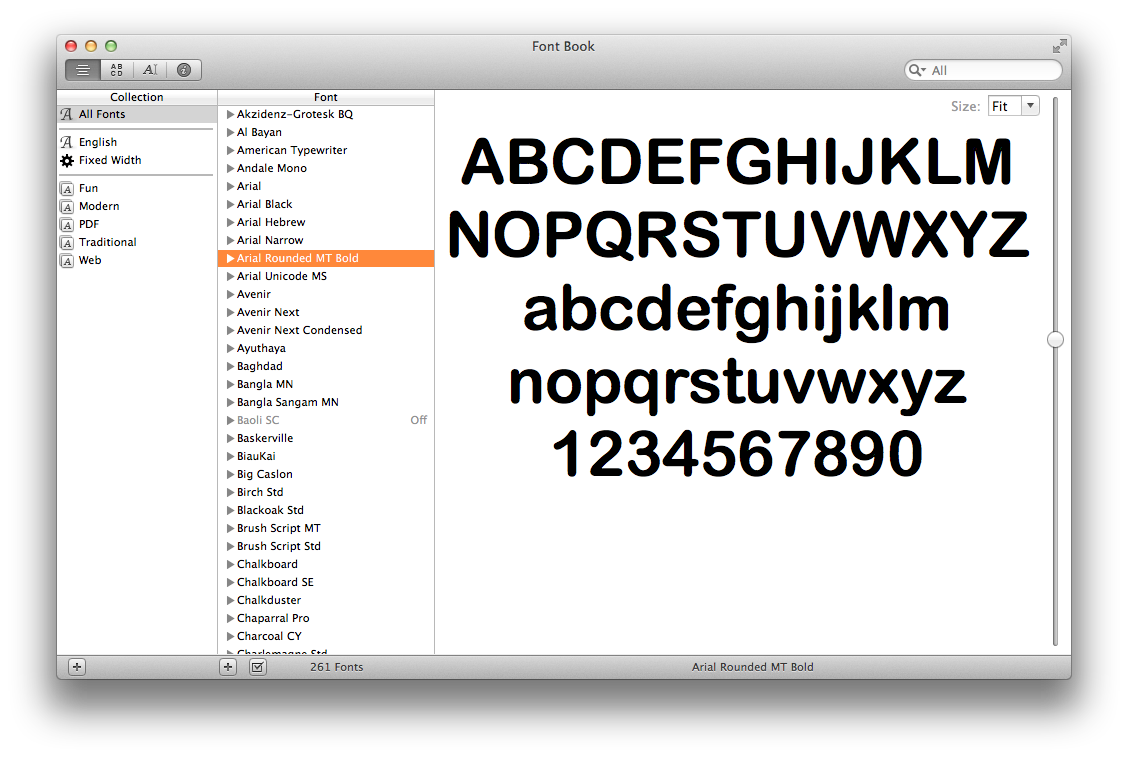 Font Book
AB
CD
A
All
Collection
Font
Size: Fit
All Fonts
English
Fixed Width
Fun
Modern
PDF
Traditional
Web
Akzidenz-Grotesk BQ
Al Bayan
American Typewriter
Andale Mono
Arial
Arial Black
Arial Hebrew
Arial Narrow
Arial Rounded MT Bold
Arial Unicode MS
Avenir
Avenir Next
Avenir Next Condensed
Ayuthaya
Baghdad
Bangla MN
Bangla Sangam MN
Baoli SC Off
Baskerville
BiauKai
Big Caslon
Birch Std
Blackoak Std
Brush Script MT
Brush Script Std
Chalkboard
Chalkboard SE
Chalkduster
Chaparral Pro
Charcoal CY
Charlemagne Std
ABCDEFGHIJKLM
NOPQRSTUVWXYZ
abcdefghijklm
nopqrstuvwxyz
1234567890
261 Fonts
Arial Rounded MT Bold